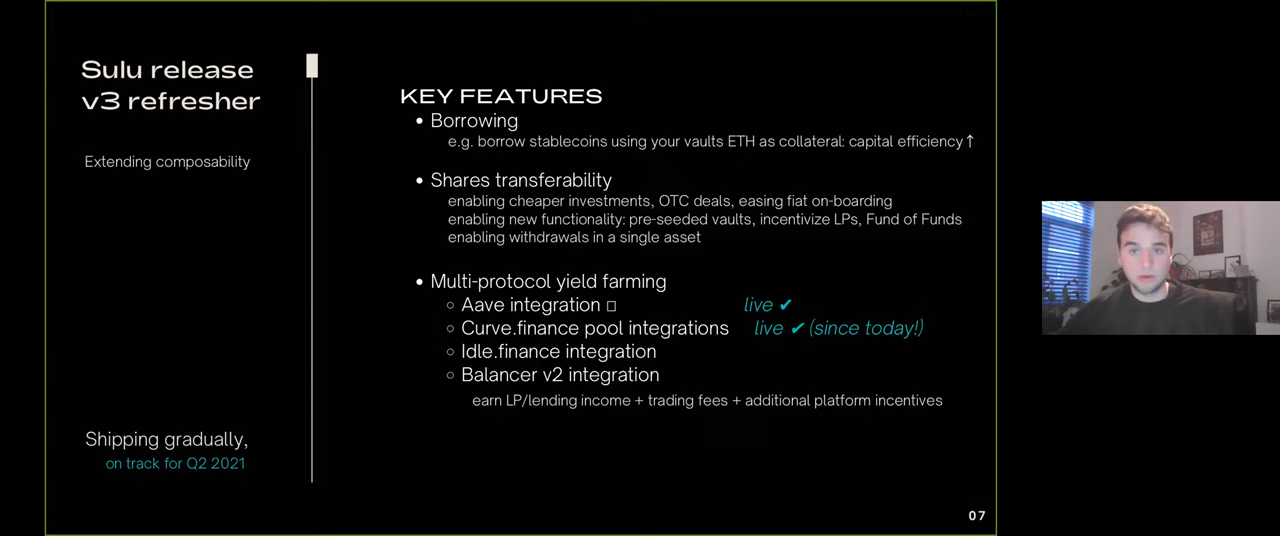 Sulu release
v3 refresher
Extending composability
Shipping gradually,
on track for Q2 2021
KEY FEATURES
• Borrowing
e.g. borrow stablecoins using your vaults ETH as collateral: capital efficiency ↑
• Shares transferability
enabling cheaper investments, OTC deals, easing fiat on-boarding
enabling new functionality: pre-seeded vaults, incentivize LPs, Fund of Funds
enabling withdrawals in a single asset
• Multi-protocol yield farming
○ Aave integration □ live ✔
○ Curve.finance pool integrations live ✔ (since today!)
○ Idle.finance integration
○ Balancer v2 integration
earn LP/lending income + trading fees + additional platform incentives
07